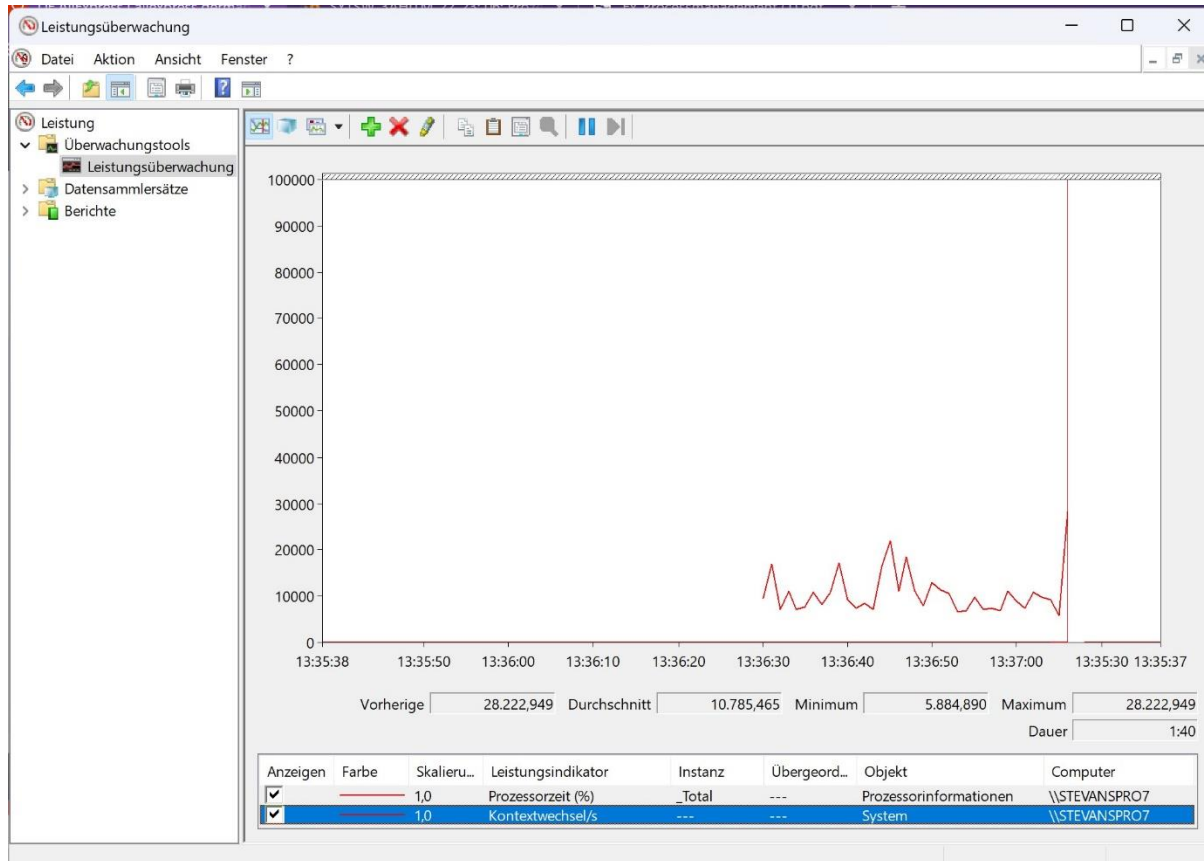 Leistungsüberwachung
Datei Aktion Ansicht Fenster ?
Leistung
Überwachungstools
Leistungsüberwachung
Datensammlersätze
Berichte
100000
90000
80000
70000
60000
50000
40000
30000
20000
10000
0
13:35:38 13:35:50 13:36:00 13:36:10 13:36:20 13:36:30 13:36:40 13:36:50 13:37:00 13:35:30 13:35:37
Vorherige 28.222,949 Durchschnitt 10.785,465 Minimum 5.884,890 Maximum 28.222,949
Dauer 1:40
Anzeigen Farbe Skalieru... Leistungsindikator Instanz Übergeord... Objekt Computer
1,0 Prozessorzeit (%) _Total --- Prozessorinformationen \\STEVANSPRO7
1,0 Kontextwechsel/s --- --- System \\STEVANSPRO7